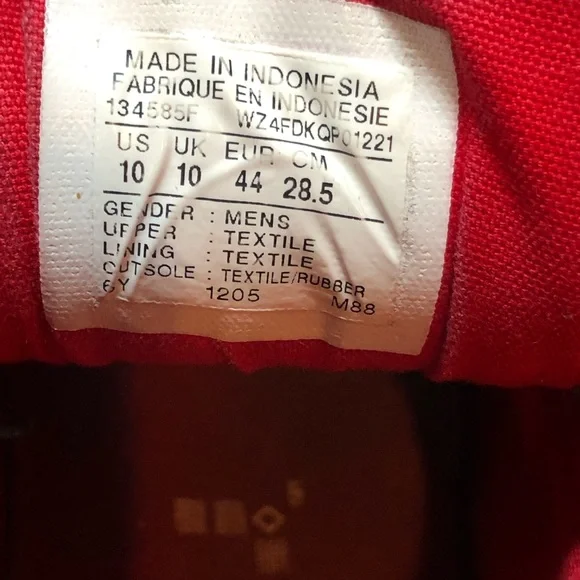 MADE IN INDONESIA
FABRIQUE EN INDONESIE
134585F WZ4FDKQP01221
US UK EUR CM
10 10 44 28.5
GENDER : MENS
UPPER : TEXTILE
LINING : TEXTILE
OUTSOLE : TEXTILE/RUBBER
6Y 1205 M88